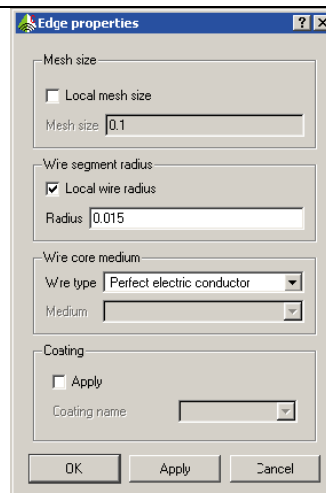 Edge properties
Mesh size
Local mesh size
Mesh size 0.1
Wire segment radius
Local wire radius
Radius 0.015
Wire core medium
Wire type Perfect electric conductor
Medium
Coating
Apply
Coating name
OK Apply Cancel